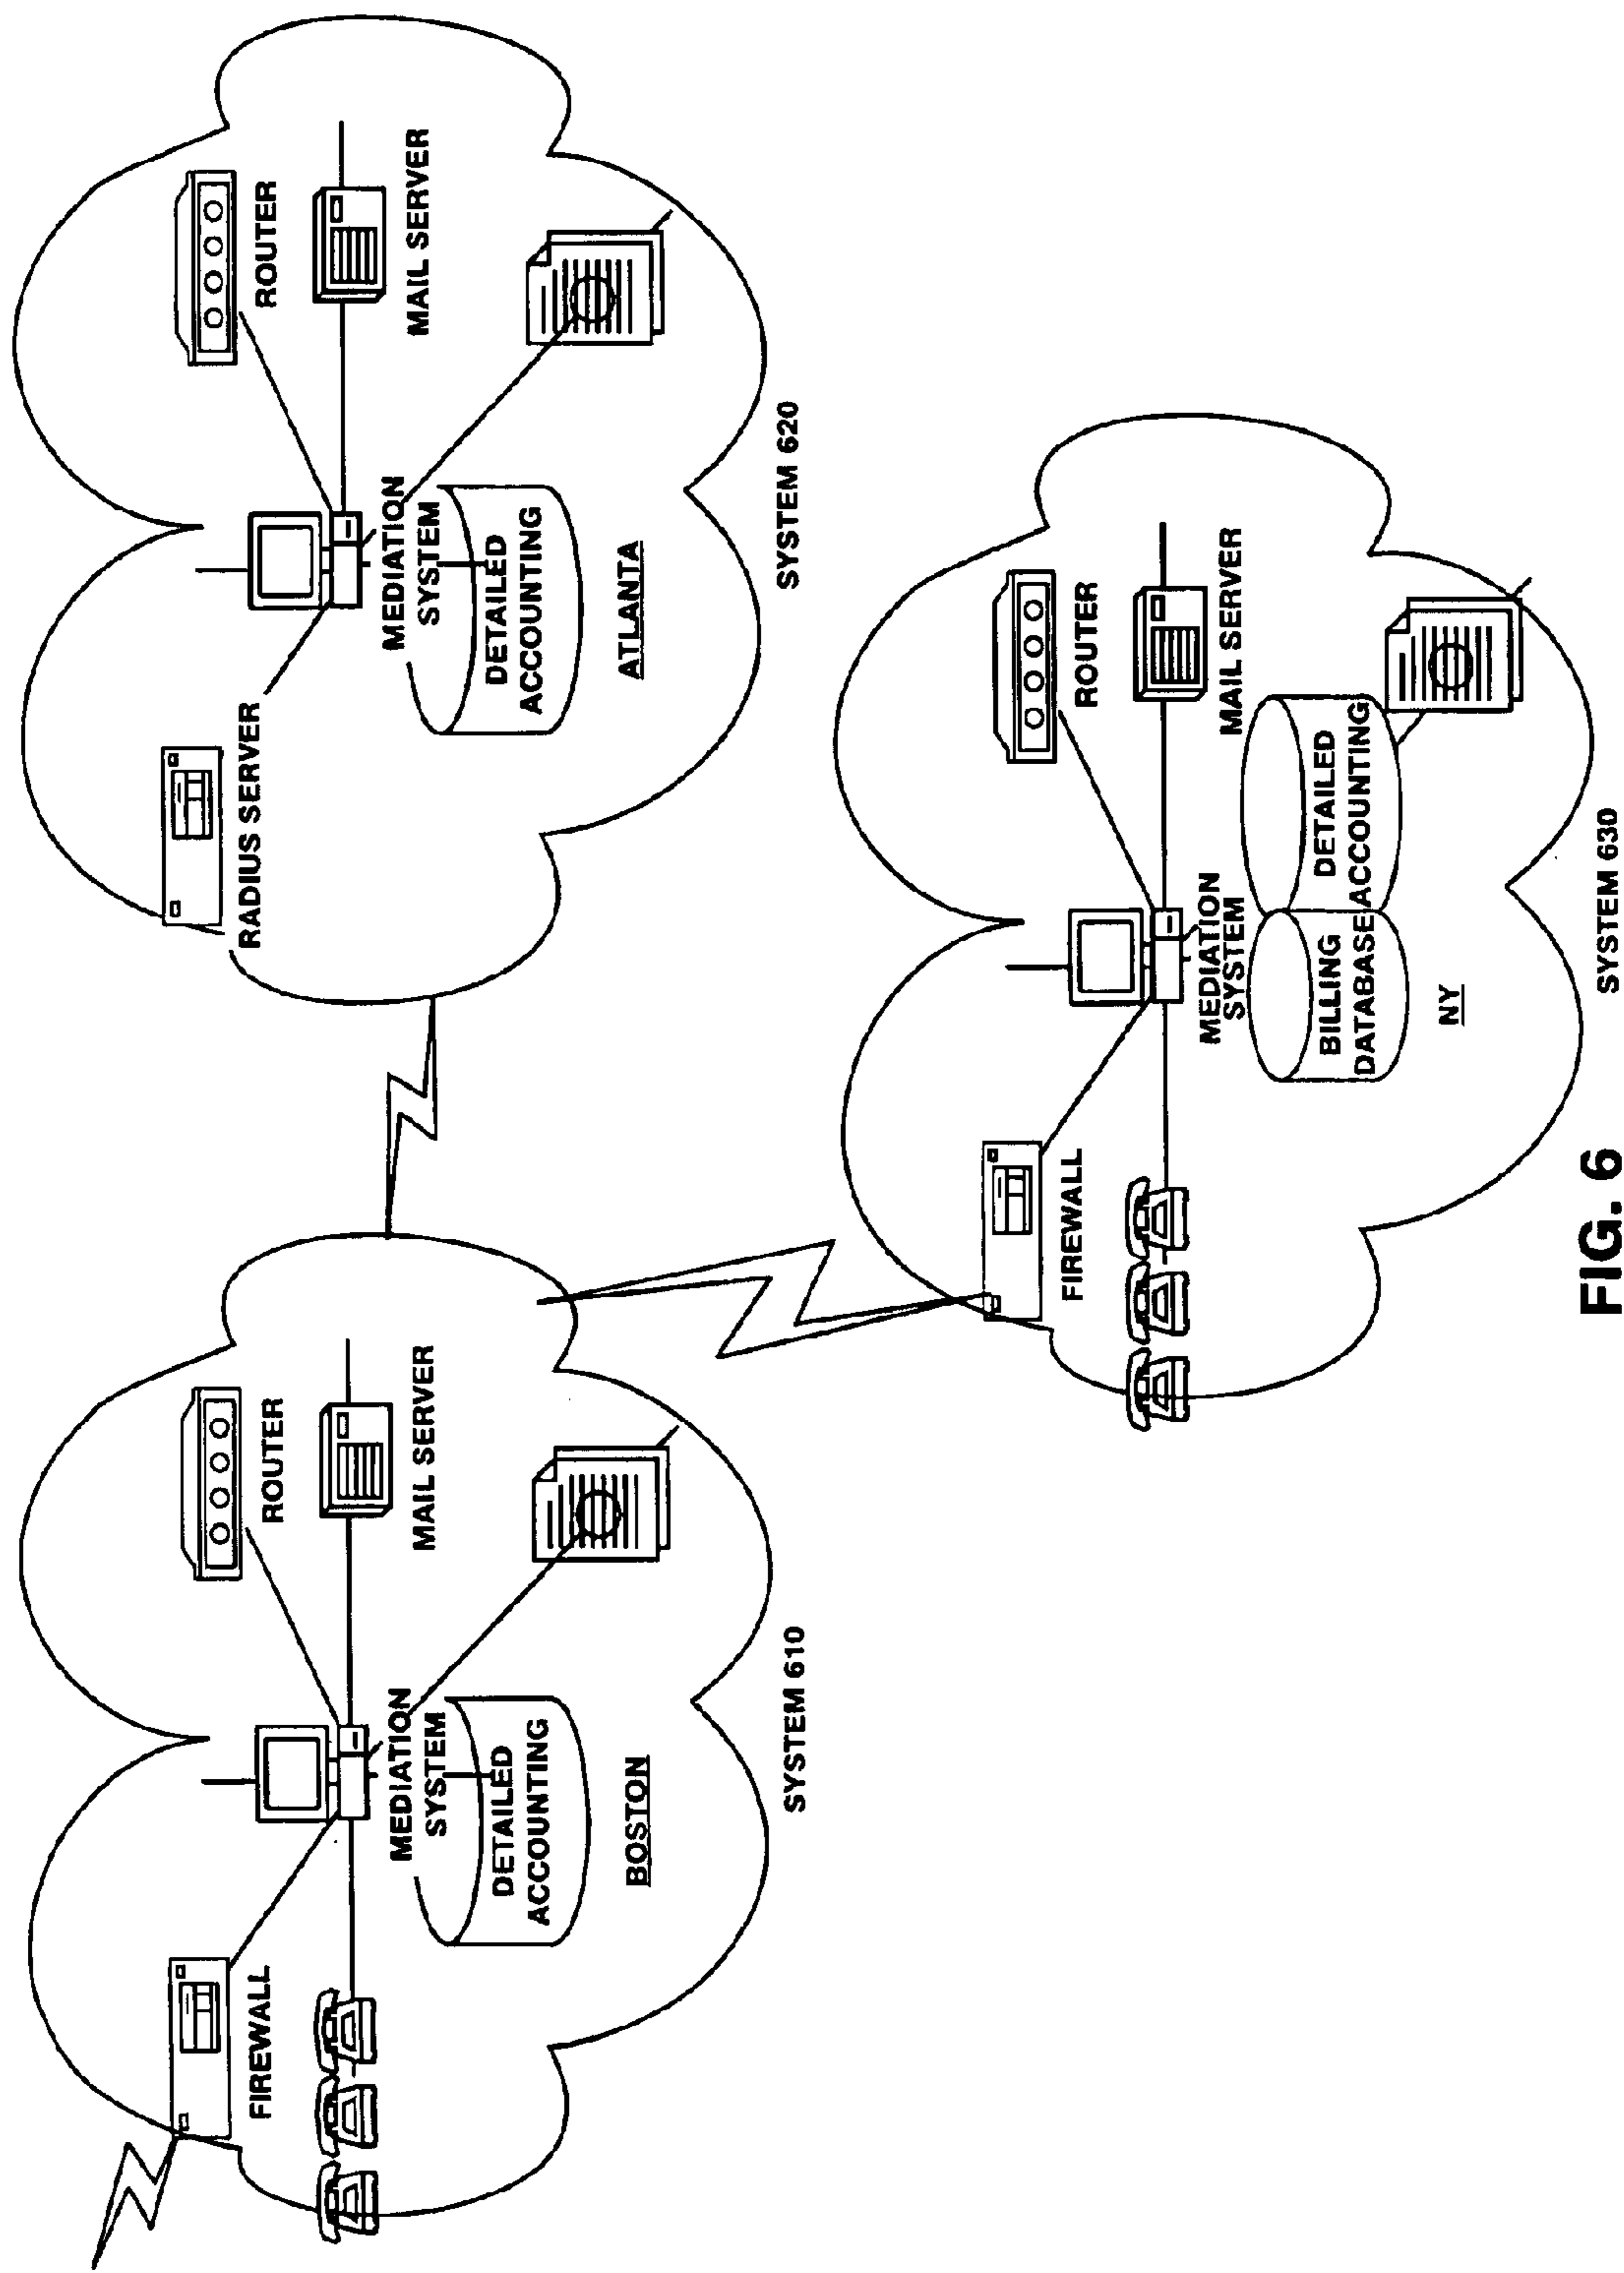 FIREWALL
ROUTER
MAIL SERVER
MEDIATION
SYSTEM
DETAILED
ACCOUNTING
BOSTON
SYSTEM 610
RADIUS SERVER
ROUTER
MAIL SERVER
MEDIATION
SYSTEM
DETAILED
ACCOUNTING
ATLANTA
SYSTEM 620
FIREWALL
ROUTER
MAIL SERVER
MEDIATION
SYSTEM
BILLING
DATABASE
DETAILED
ACCOUNTING
NY
SYSTEM 630
FIG. 6